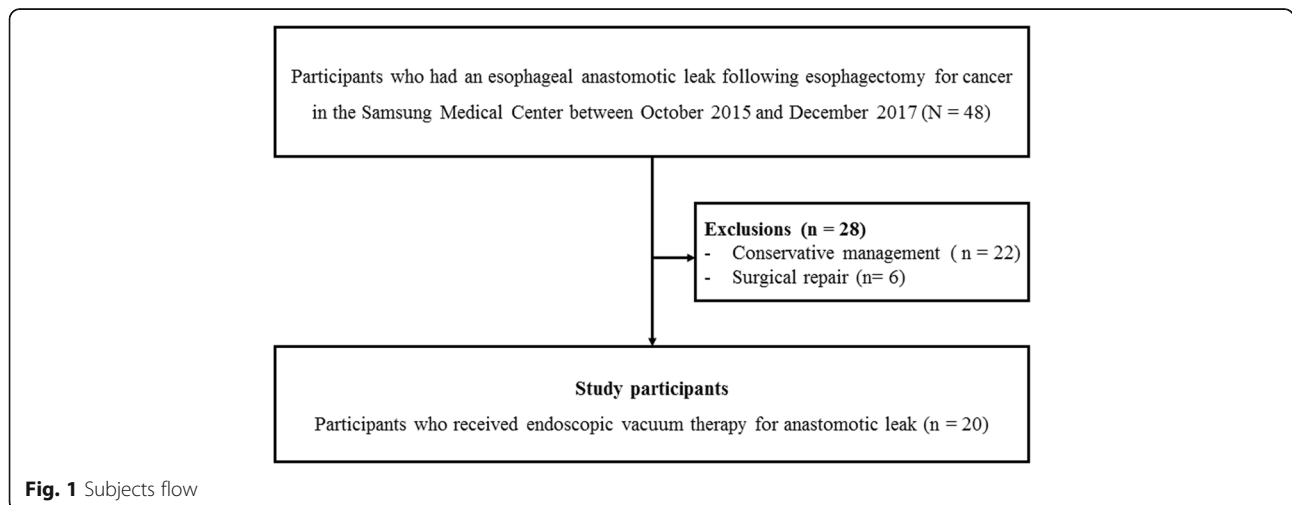 Participants who had an esophageal anastomotic leak following esophagectomy for cancer
in the Samsung Medical Center between October 2015 and December 2017 (N = 48)
Exclusions (n = 28)
- Conservative management ( n = 22)
- Surgical repair (n= 6)
Study participants
Participants who received endoscopic vacuum therapy for anastomotic leak (n = 20)
Fig. 1 Subjects flow